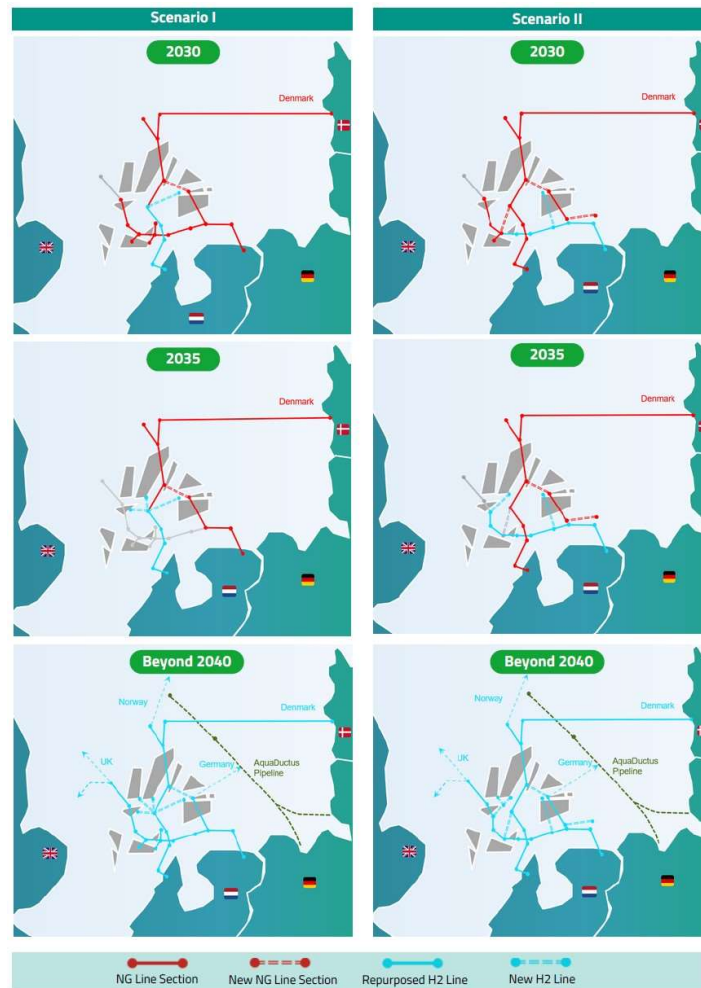 Scenario I
Scenario II
2030
Denmark
2030
Denmark
2035
Denmark
2035
Denmark
Beyond 2040
Norway
Denmark
UK
Germany
AquaDuctus
Pipeline
Beyond 2040
Norway
Denmark
UK
Germany
AquaDuctus
Pipeline
NG Line Section
New NG Line Section
Repurposed H2 Line
New H2 Line